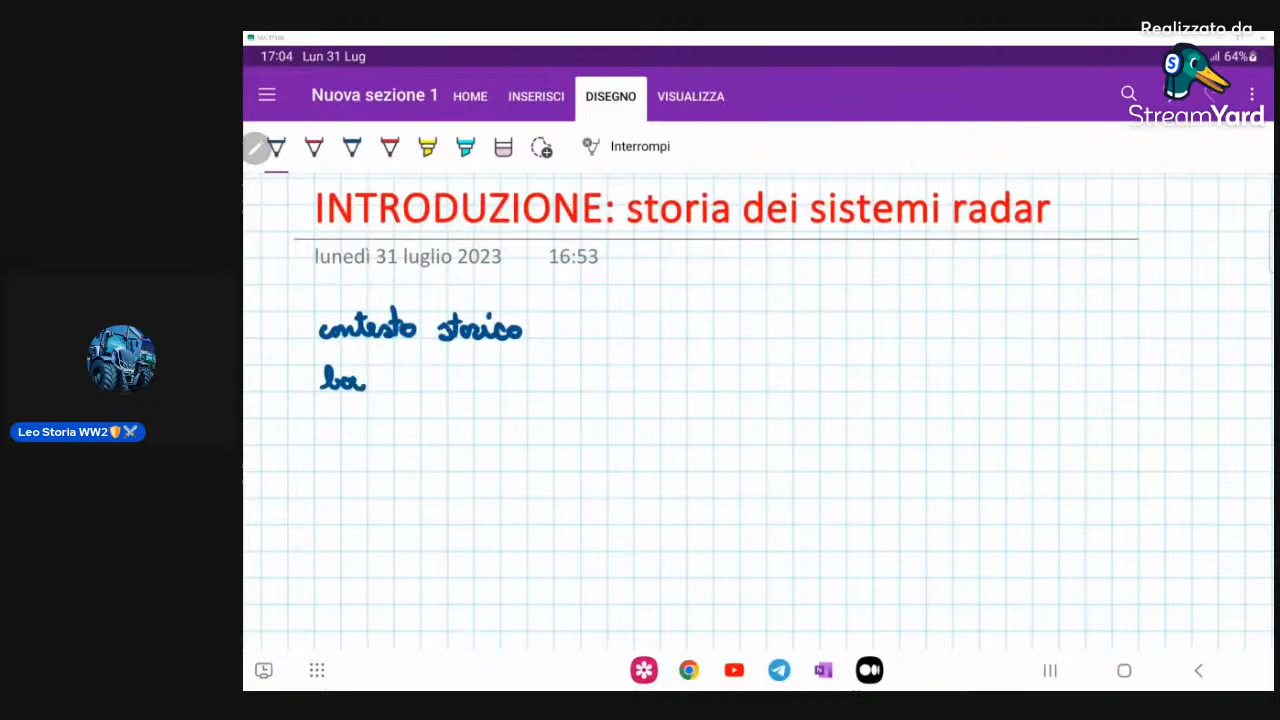 Realizzato da
StreamYard
17:04 Lun 31 Lug
64%
Nuova sezione 1 HOME INSERISCI DISEGNO VISUALIZZA
Interrompi
INTRODUZIONE: storia dei sistemi radar
lunedì 31 luglio 2023 16:53
contesto storico
ba
Leo Storia WW2